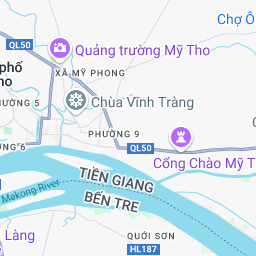 Chợ Ô
QL50
Quảng trường Mỹ Tho
phố
ho
XÃ MỸ PHONG
PHƯỜNG 5
Chùa Vĩnh Tràng
PHƯỜNG 9
PHƯỜNG 6
QL50
Cổng Chào Mỹ T
TIỀN GIANG
BẾN TRE
Mekong River
Làng
QUỚI SƠN
HL187